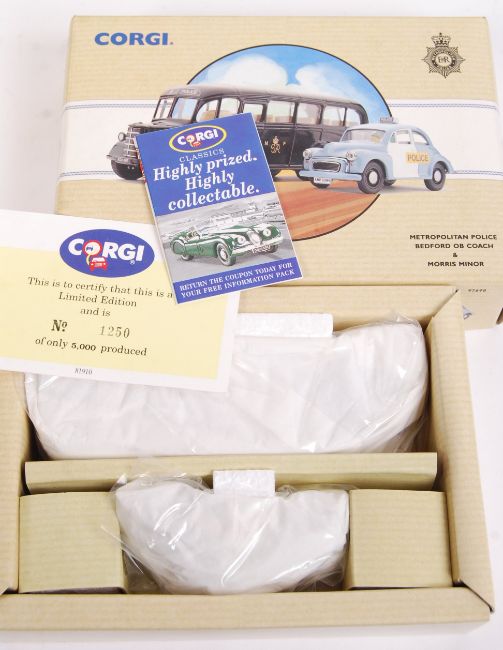 CORGI.
POLICE
POLICE
METROPOLITAN POLICE
BEDFORD OB COACH
&
MORRIS MINOR
CORGI
CLASSICS
Highly prized.
Highly
collectable.
RETURN THE COUPON TODAY FOR
YOUR FREE INFORMATION PACK
CORGI
This is to certify that this is a
Limited Edition
and is
No 1250
of only 5,000 produced